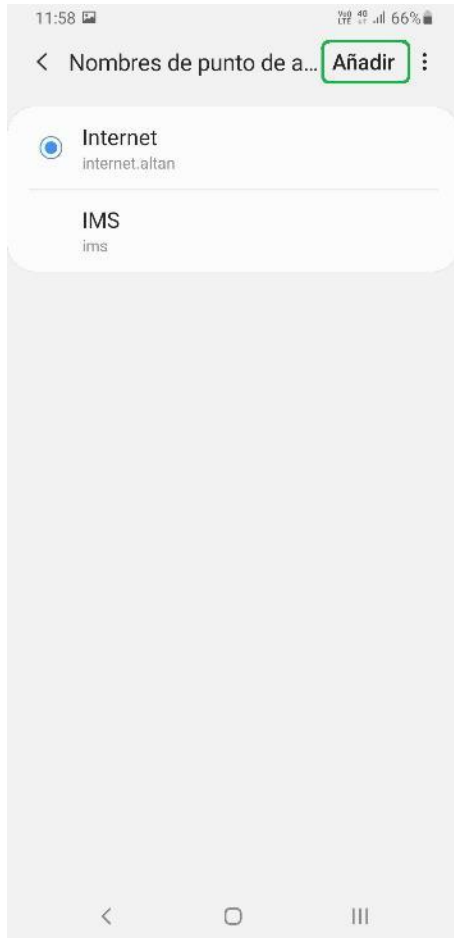 11:58 66%
Nombres de punto de a... Añadir
Internet
internet.altan
IMS
ims